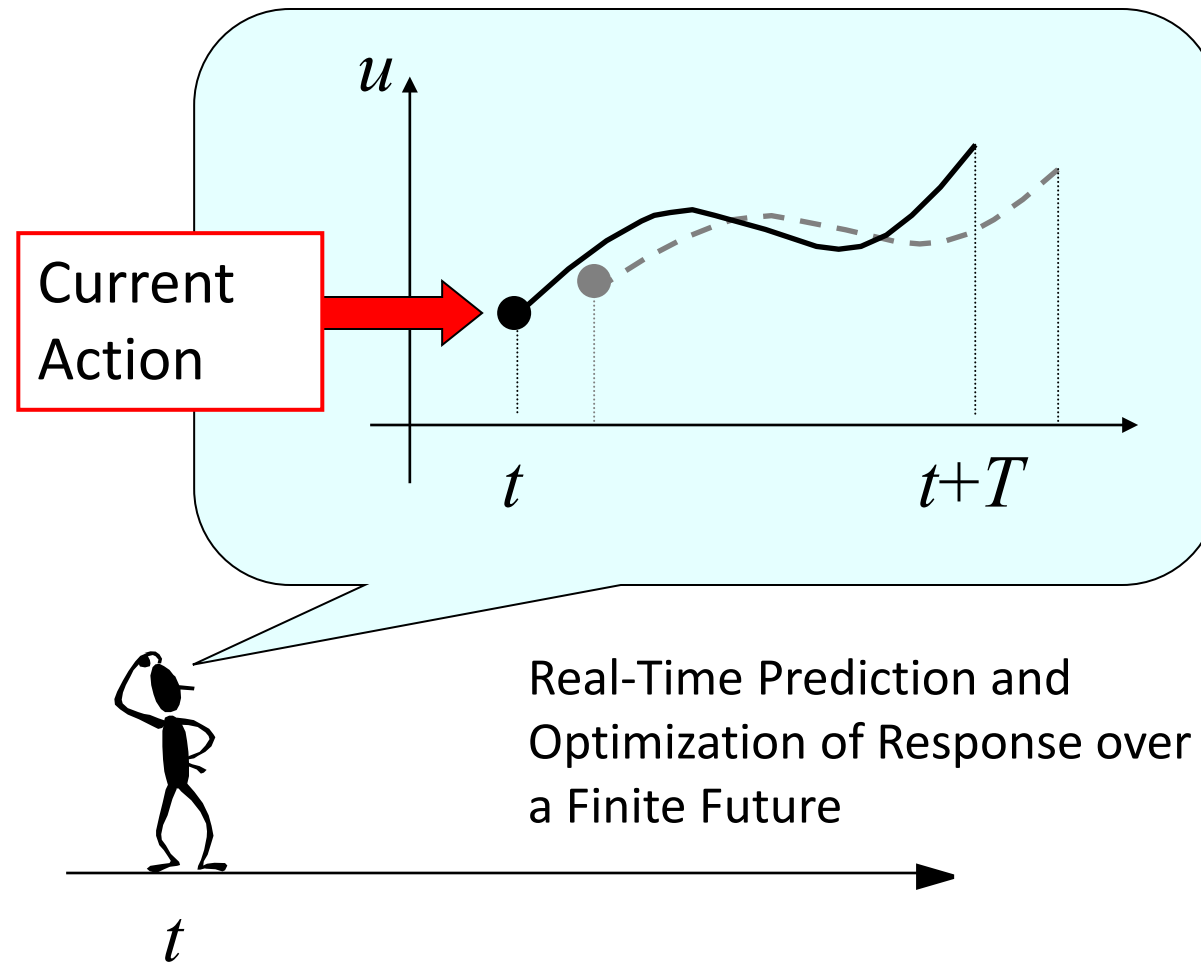 u
Current
Action
t
t+T
Real-Time Prediction and
Optimization of Response over
a Finite Future
t